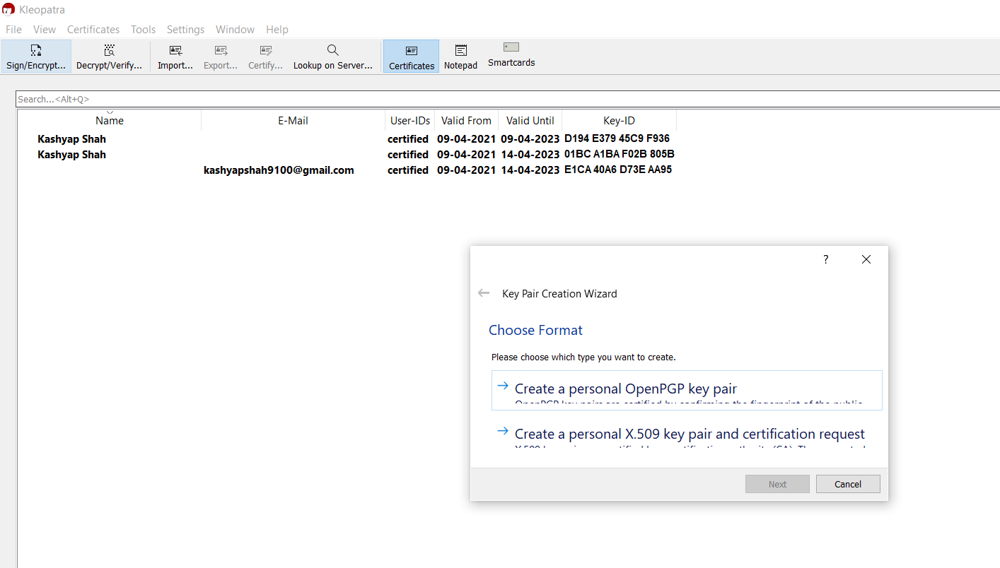 Kleopatra
File View Certificates Tools Settings Window Help
Sign/Encrypt... Decrypt/Verify... Import... Export... Certify... Lookup on Server... Certificates Notepad Smartcards
Search...<Alt+Q>
Name E-Mail User-IDs Valid From Valid Until Key-ID
Kashyap Shah certified 09-04-2021 09-04-2023 D194 E379 45C9 F936
Kashyap Shah certified 09-04-2021 14-04-2023 01BC A1BA F02B 805B
kashyapshah9100@gmail.com certified 09-04-2021 14-04-2023 E1CA 40A6 D73E AA95
?
Key Pair Creation Wizard
Choose Format
Please choose which type you want to create.
Create a personal OpenPGP key pair
OpenPGP key pairs are certified by confirming the fingerprint of the public
Create a personal X.509 key pair and certification request
Next Cancel